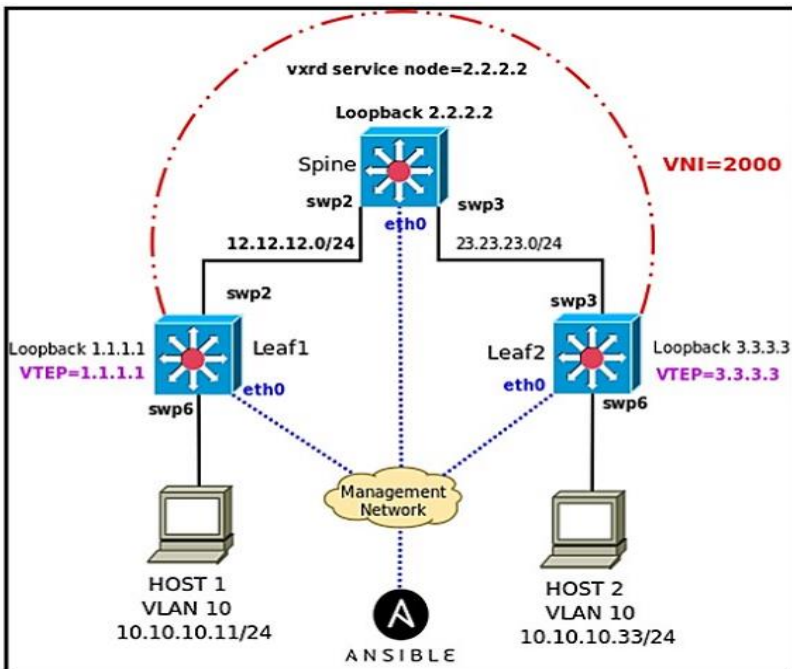 vxrd service node=2.2.2.2
Loopback 2.2.2.2
Spine
VNI=2000
swp2
swp3
eth0
12.12.12.0/24
23.23.23.0/24
swp2
swp3
Loopback 1.1.1.1
Leaf1
Leaf2
Loopback 3.3.3.3
VTEP=1.1.1.1
eth0
eth0
VTEP=3.3.3.3
swp6
swp6
Management
Network
HOST 1
VLAN 10
10.10.10.11/24
HOST 2
VLAN 10
10.10.10.33/24
A
ANSIBLE